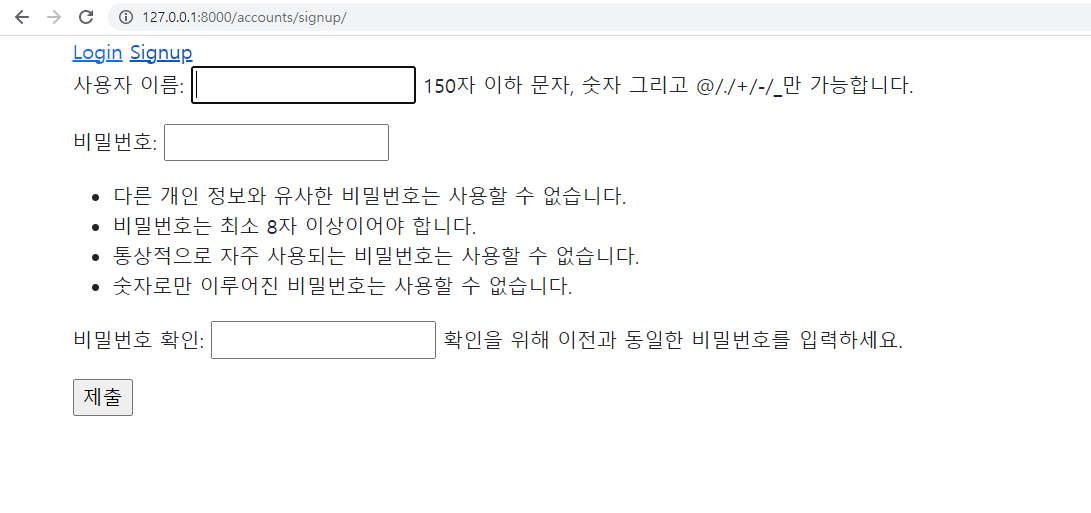 127.0.0.1:8000/accounts/signup/
Login Signup
사용자 이름: 150자 이하 문자, 숫자 그리고 @/./+/-/_만 가능합니다.
비밀번호:
• 다른 개인 정보와 유사한 비밀번호는 사용할 수 없습니다.
• 비밀번호는 최소 8자 이상이어야 합니다.
• 통상적으로 자주 사용되는 비밀번호는 사용할 수 없습니다.
• 숫자로만 이루어진 비밀번호는 사용할 수 없습니다.
비밀번호 확인: 확인을 위해 이전과 동일한 비밀번호를 입력하세요.
제출